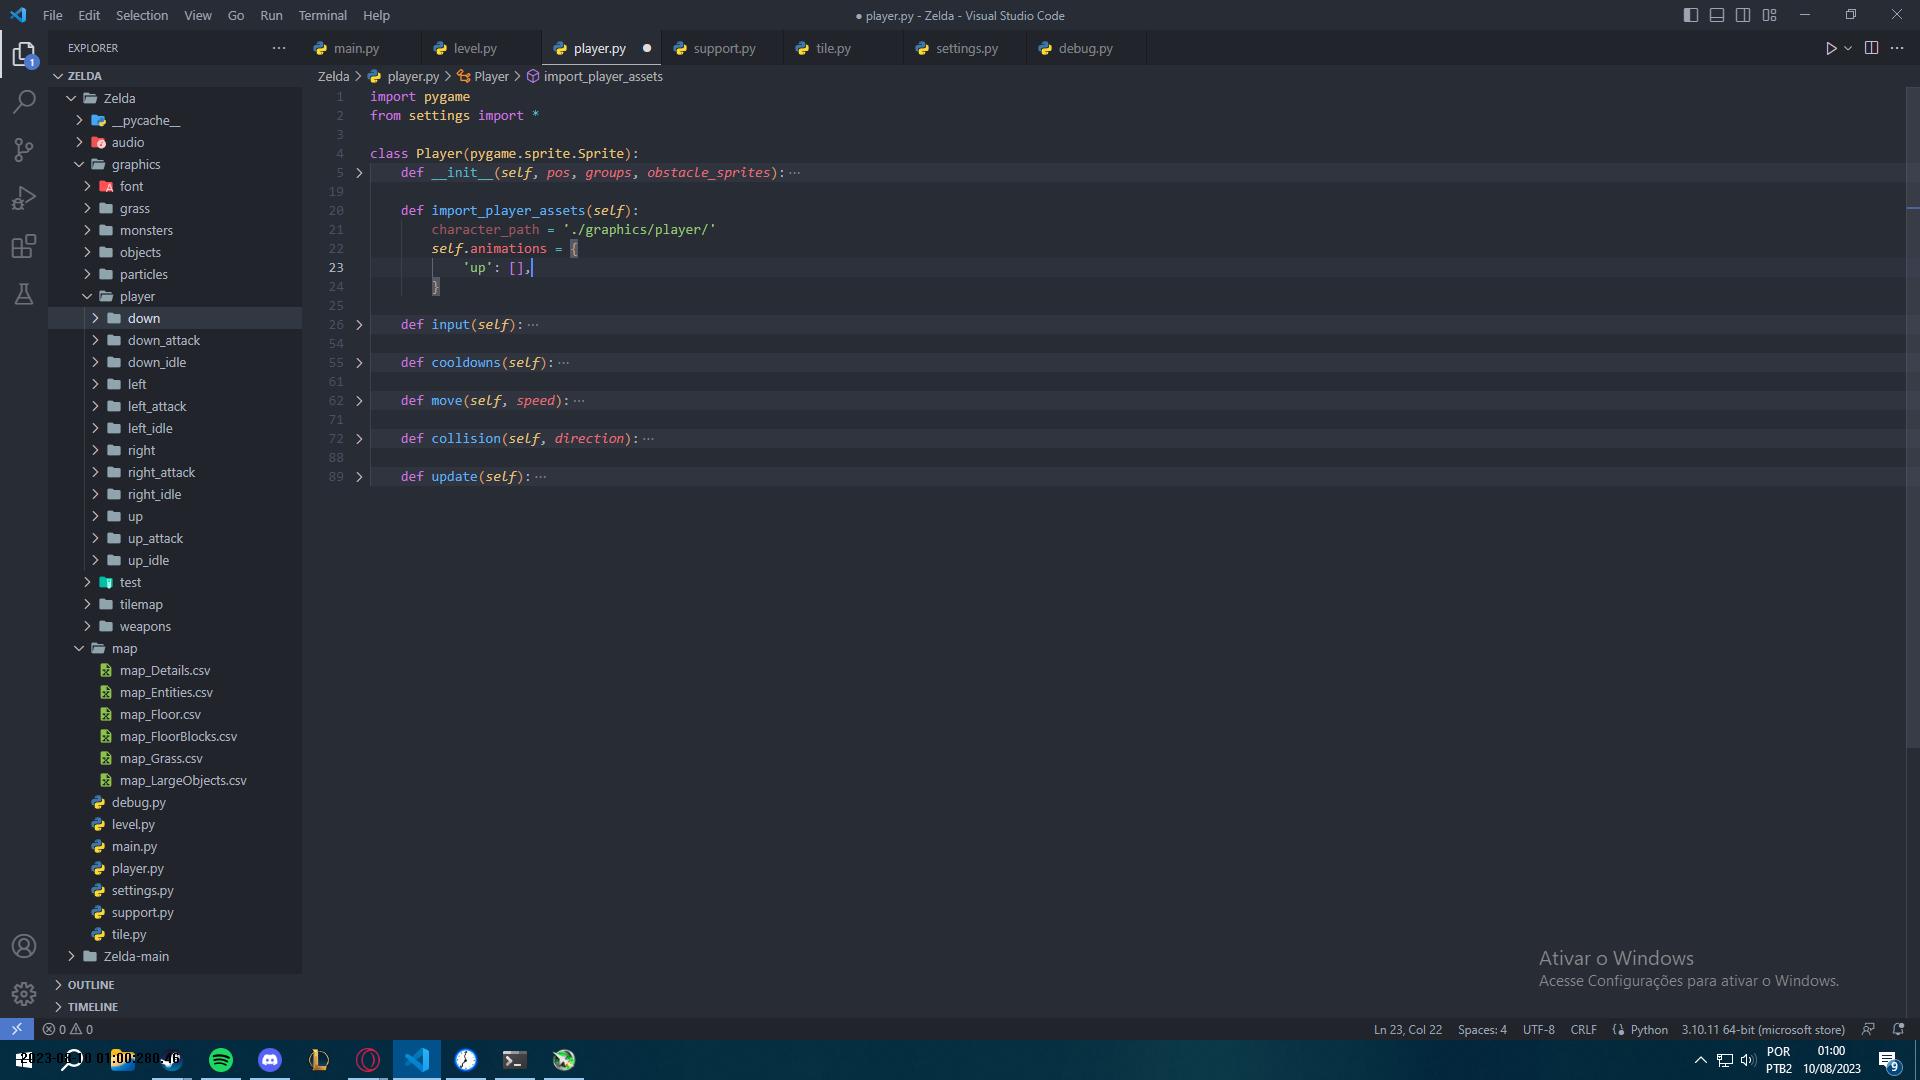 File Edit Selection View Go Run Terminal Help
● player.py - Zelda - Visual Studio Code
EXPLORER
main.py level.py player.py support.py tile.py settings.py debug.py
1
ZELDA
Zelda
__pycache__
audio
graphics
font
grass
monsters
objects
particles
player
down
down_attack
down_idle
left
left_attack
left_idle
right
right_attack
right_idle
up
up_attack
up_idle
test
tilemap
weapons
map
map_Details.csv
map_Entities.csv
map_Floor.csv
map_FloorBlocks.csv
map_Grass.csv
map_LargeObjects.csv
debug.py
level.py
main.py
player.py
settings.py
support.py
tile.py
Zelda-main
OUTLINE
TIMELINE
Zelda > player.py > Player > import_player_assets
1 import pygame
2 from settings import *
3
4 class Player(pygame.sprite.Sprite):
5 def __init__(self, pos, groups, obstacle_sprites):···
19
20 def import_player_assets(self):
21 character_path = './graphics/player/'
22 self.animations = {
23 'up': [],
24 }
25
26 def input(self):···
54
55 def cooldowns(self):···
61
62 def move(self, speed):···
71
72 def collision(self, direction):···
88
89 def update(self):···
Ativar o Windows
Acesse Configurações para ativar o Windows.
0 0
Ln 23, Col 22 Spaces: 4 UTF-8 CRLF Python 3.10.11 64-bit (microsoft store)
POR
PTB2
01:00
10/08/2023
9